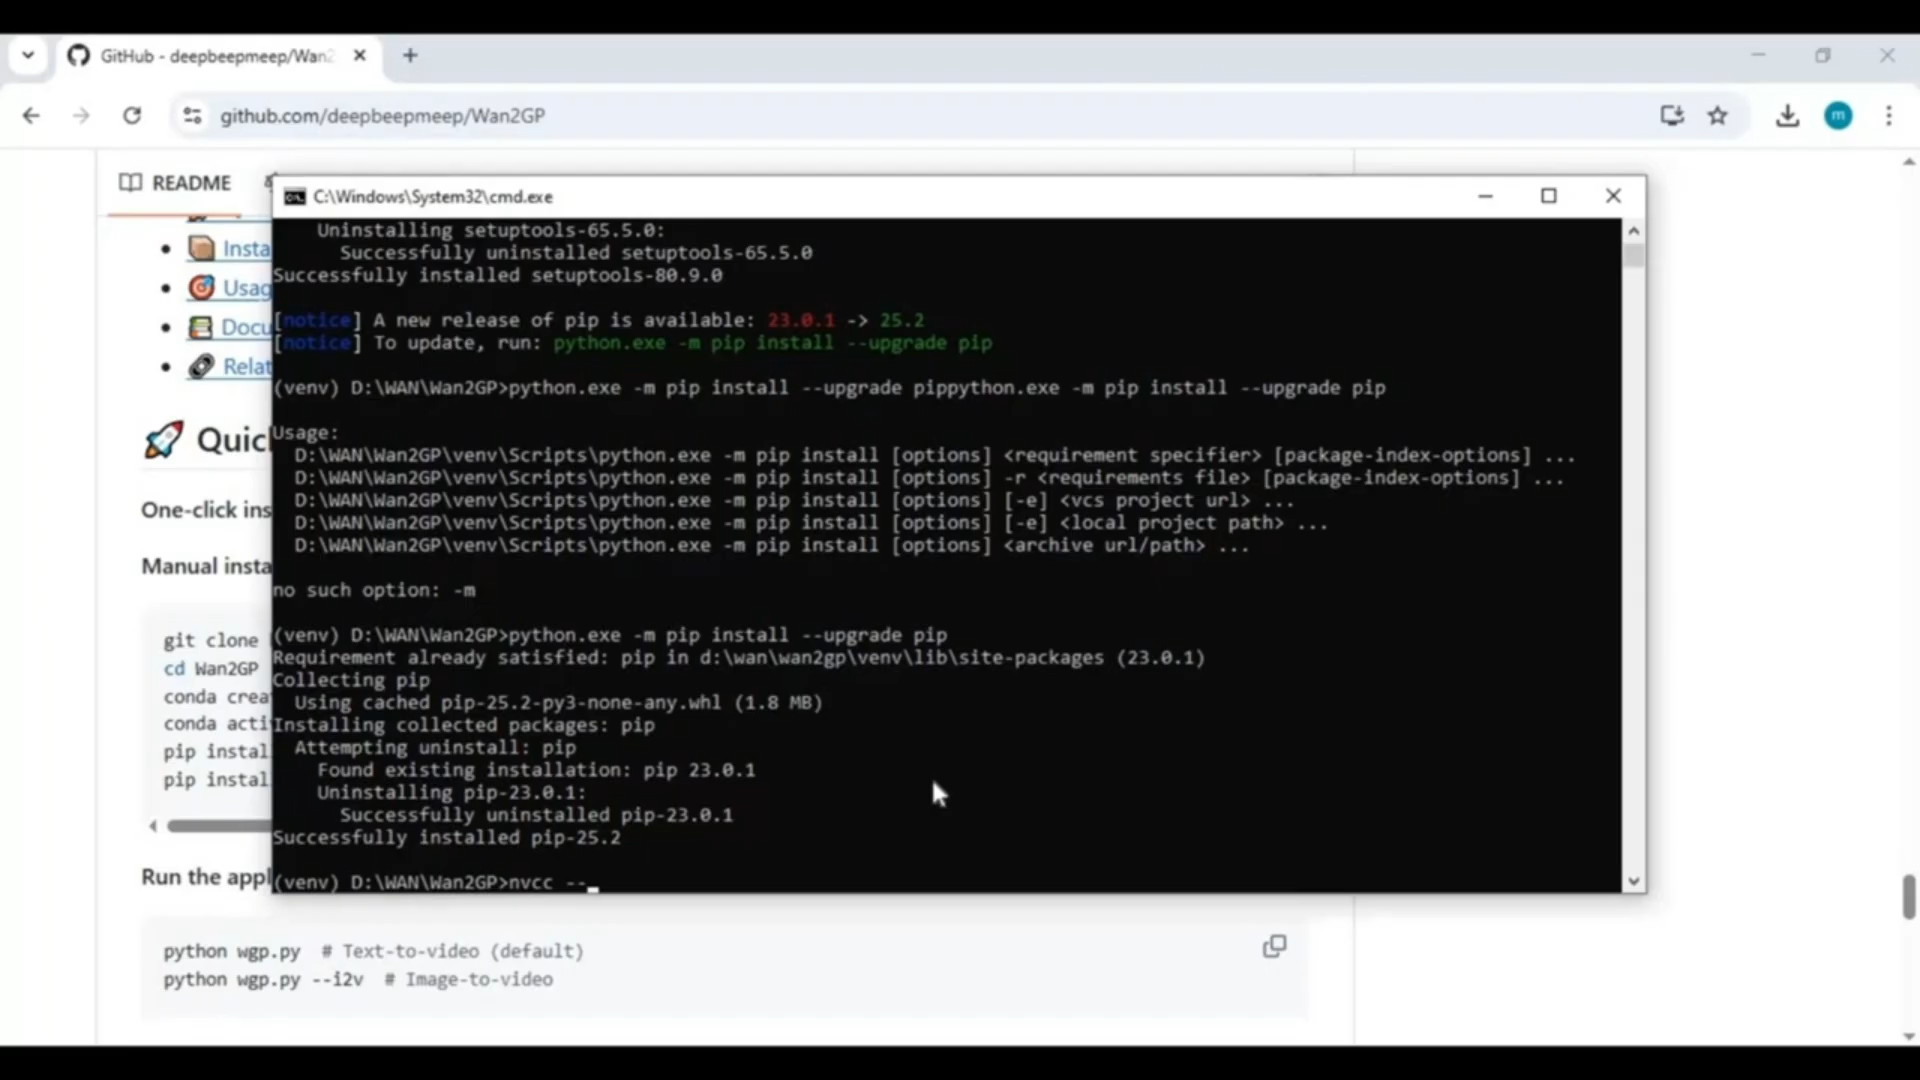 GitHub - deepbeepmeep/Wan2
github.com/deepbeepmeep/Wan2GP
m
README
C:\Windows\System32\cmd.exe
Insta
Usag
Docu
Relat
Quic
One-click ins
Manual insta
git clone
cd Wan2GP
conda crea
conda acti
pip instal
pip instal
Run the appl
Uninstalling setuptools-65.5.0:
Successfully uninstalled setuptools-65.5.0
Successfully installed setuptools-80.9.0
[notice] A new release of pip is available: 23.0.1 -> 25.2
[notice] To update, run: python.exe -m pip install --upgrade pip
(venv) D:\WAN\Wan2GP>python.exe -m pip install --upgrade pippython.exe -m pip install --upgrade pip
Usage:
D:\WAN\Wan2GP\venv\Scripts\python.exe -m pip install [options] <requirement specifier> [package-index-options] ...
D:\WAN\Wan2GP\venv\Scripts\python.exe -m pip install [options] -r <requirements file> [package-index-options] ...
D:\WAN\Wan2GP\venv\Scripts\python.exe -m pip install [options] [-e] <vcs project url> ...
D:\WAN\Wan2GP\venv\Scripts\python.exe -m pip install [options] [-e] <local project path> ...
D:\WAN\Wan2GP\venv\Scripts\python.exe -m pip install [options] <archive url/path> ...
no such option: -m
(venv) D:\WAN\Wan2GP>python.exe -m pip install --upgrade pip
Requirement already satisfied: pip in d:\wan\wan2gp\venv\lib\site-packages (23.0.1)
Collecting pip
Using cached pip-25.2-py3-none-any.whl (1.8 MB)
Installing collected packages: pip
Attempting uninstall: pip
Found existing installation: pip 23.0.1
Uninstalling pip-23.0.1:
Successfully uninstalled pip-23.0.1
Successfully installed pip-25.2
(venv) D:\WAN\Wan2GP>nvcc --
python wgp.py # Text-to-video (default)
python wgp.py --i2v # Image-to-video